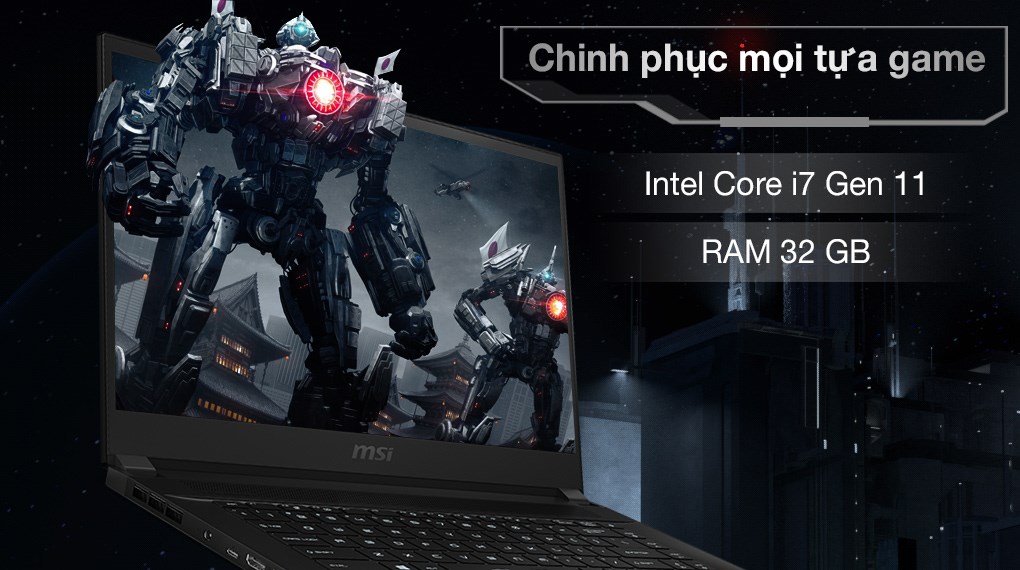 Chinh phục mọi tựa game
Intel Core i7 Gen 11
RAM 32 GB
msi